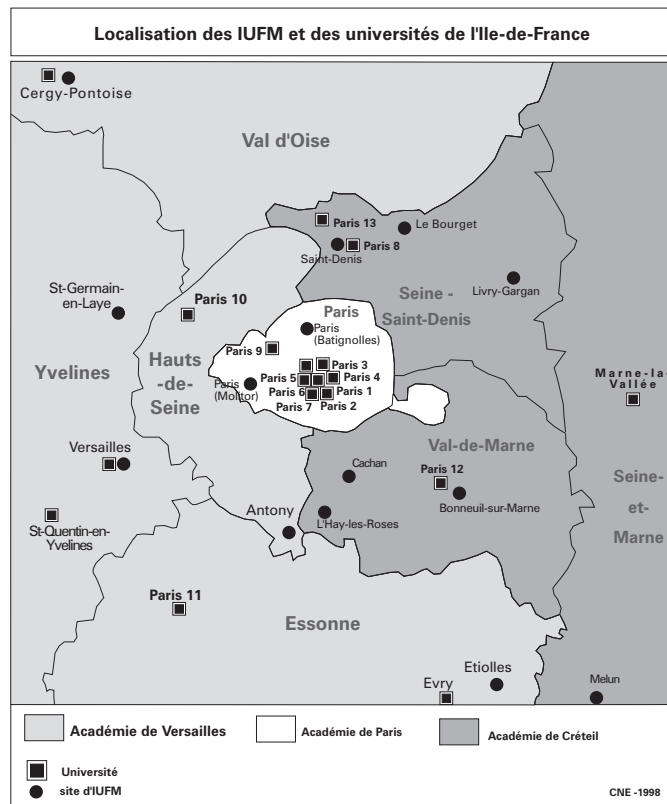 Localisation des IUFM et des universités de l'Ile-de-France
Cergy-Pontoise
Val d'Oise
Paris 13
Le Bourget
Paris 8
Saint-Denis
St-Germain-
en-Laye
Livry-Gargan
Paris 10
Seine -
Saint-Denis
Paris
Paris
(Batignolles)
Paris 9
Yvelines
Hauts
-de-
Seine
Paris 3
Paris 5
Paris 4
Paris
(Molitor)
Paris 6
Paris 1
Paris 7
Paris 2
Marne-la-
Vallée
Versailles
Val-de-Marne
Cachan
Paris 12
Bonneuil-sur-Marne
Seine-
et-
Marne
St-Quentin-en-
Yvelines
Antony
L'Hay-les-Roses
Paris 11
Essonne
Etiolles
Evry
Melun
Académie de Versailles
Académie de Paris
Académie de Créteil
Université
site d'IUFM
CNE -1998